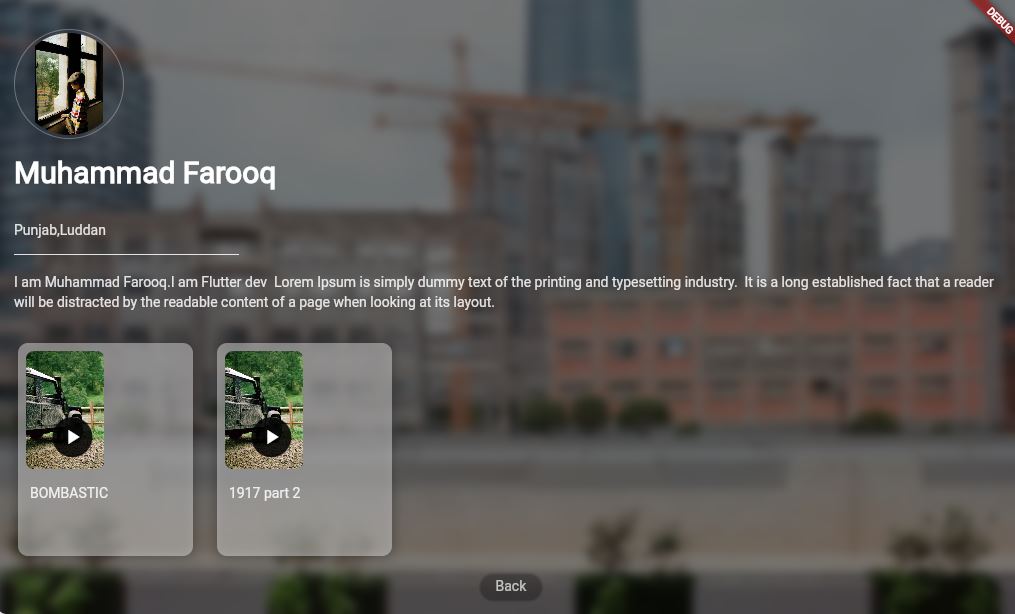 DEBUG
Muhammad Farooq
Punjab,Luddan
I am Muhammad Farooq.I am Flutter dev  Lorem Ipsum is simply dummy text of the printing and typesetting industry.  It is a long established fact that a reader
will be distracted by the readable content of a page when looking at its layout.
BOMBASTIC
1917 part 2
Back